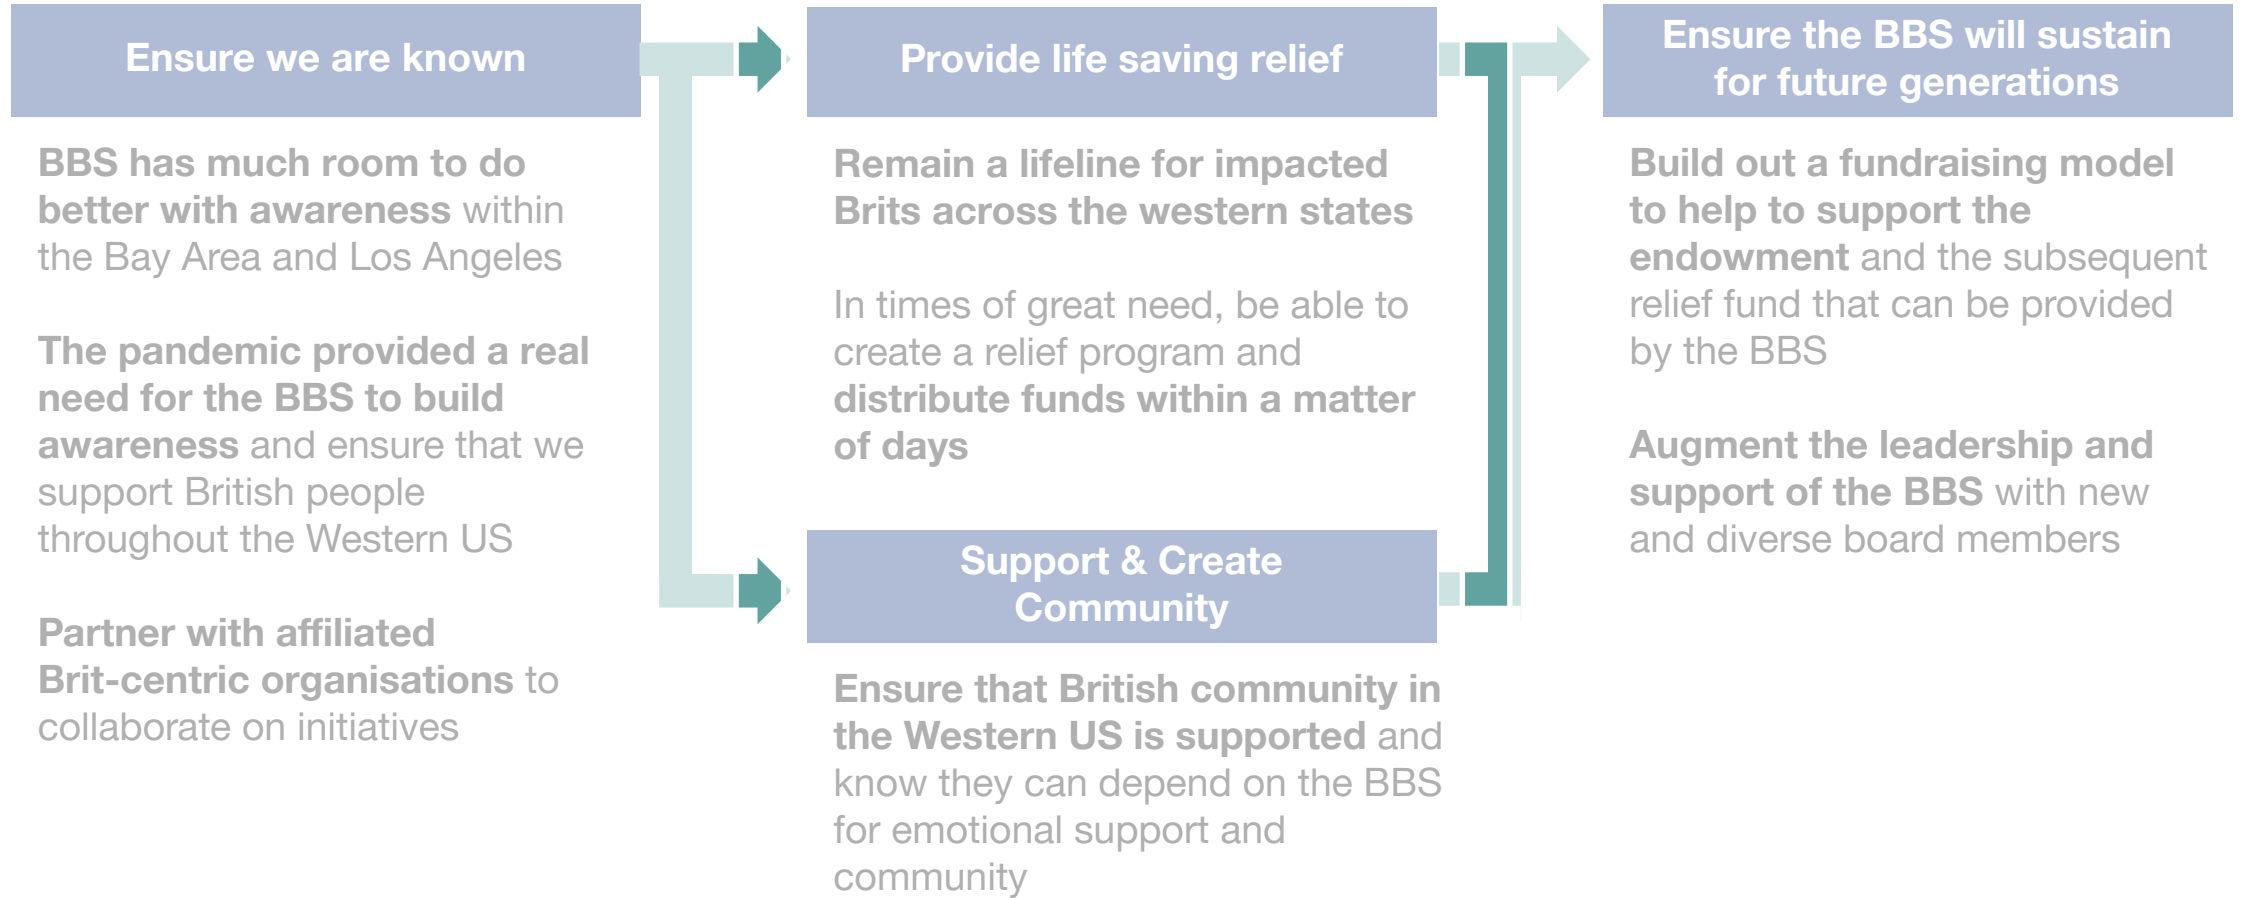 Ensure we are known
BBS has much room to do
better with awareness within
the Bay Area and Los Angeles
The pandemic provided a real
need for the BBS to build
awareness and ensure that we
support British people
throughout the Western US
Partner with affiliated
Brit-centric organisations to
collaborate on initiatives
Provide life saving relief
Remain a lifeline for impacted
Brits across the western states
In times of great need, be able to
create a relief program and
distribute funds within a matter
of days
Support & Create
Community
Ensure that British community in
the Western US is supported and
know they can depend on the BBS
for emotional support and
community
Ensure the BBS will sustain
for future generations
Build out a fundraising model
to help to support the
endowment and the subsequent
relief fund that can be provided
by the BBS
Augment the leadership and
support of the BBS with new
and diverse board members